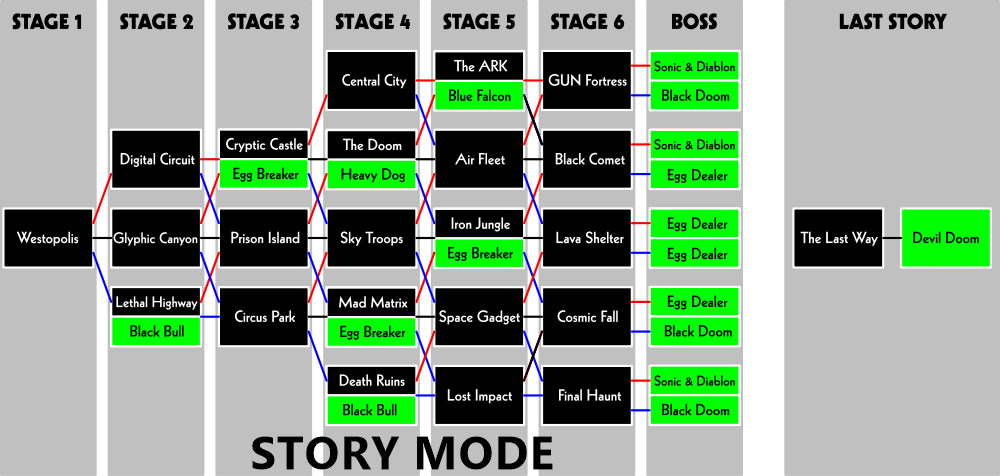 STAGE 1
STAGE 2
STAGE 3
STAGE 4
STAGE 5
STAGE 6
BOSS
LAST STORY
Westopolis
Digital Circuit
Glyphic Canyon
Lethal Highway
Black Bull
Cryptic Castle
Egg Breaker
Prison Island
Circus Park
Central City
The Doom
Heavy Dog
Sky Troops
Mad Matrix
Egg Breaker
Death Ruins
Black Bull
The ARK
Blue Falcon
Air Fleet
Iron Jungle
Egg Breaker
Space Gadget
Lost Impact
GUN Fortress
Black Comet
Lava Shelter
Cosmic Fall
Final Haunt
Sonic & Diablon
Black Doom
Sonic & Diablon
Egg Dealer
Egg Dealer
Egg Dealer
Egg Dealer
Black Doom
Sonic & Diablon
Black Doom
The Last Way
Devil Doom
STORY MODE